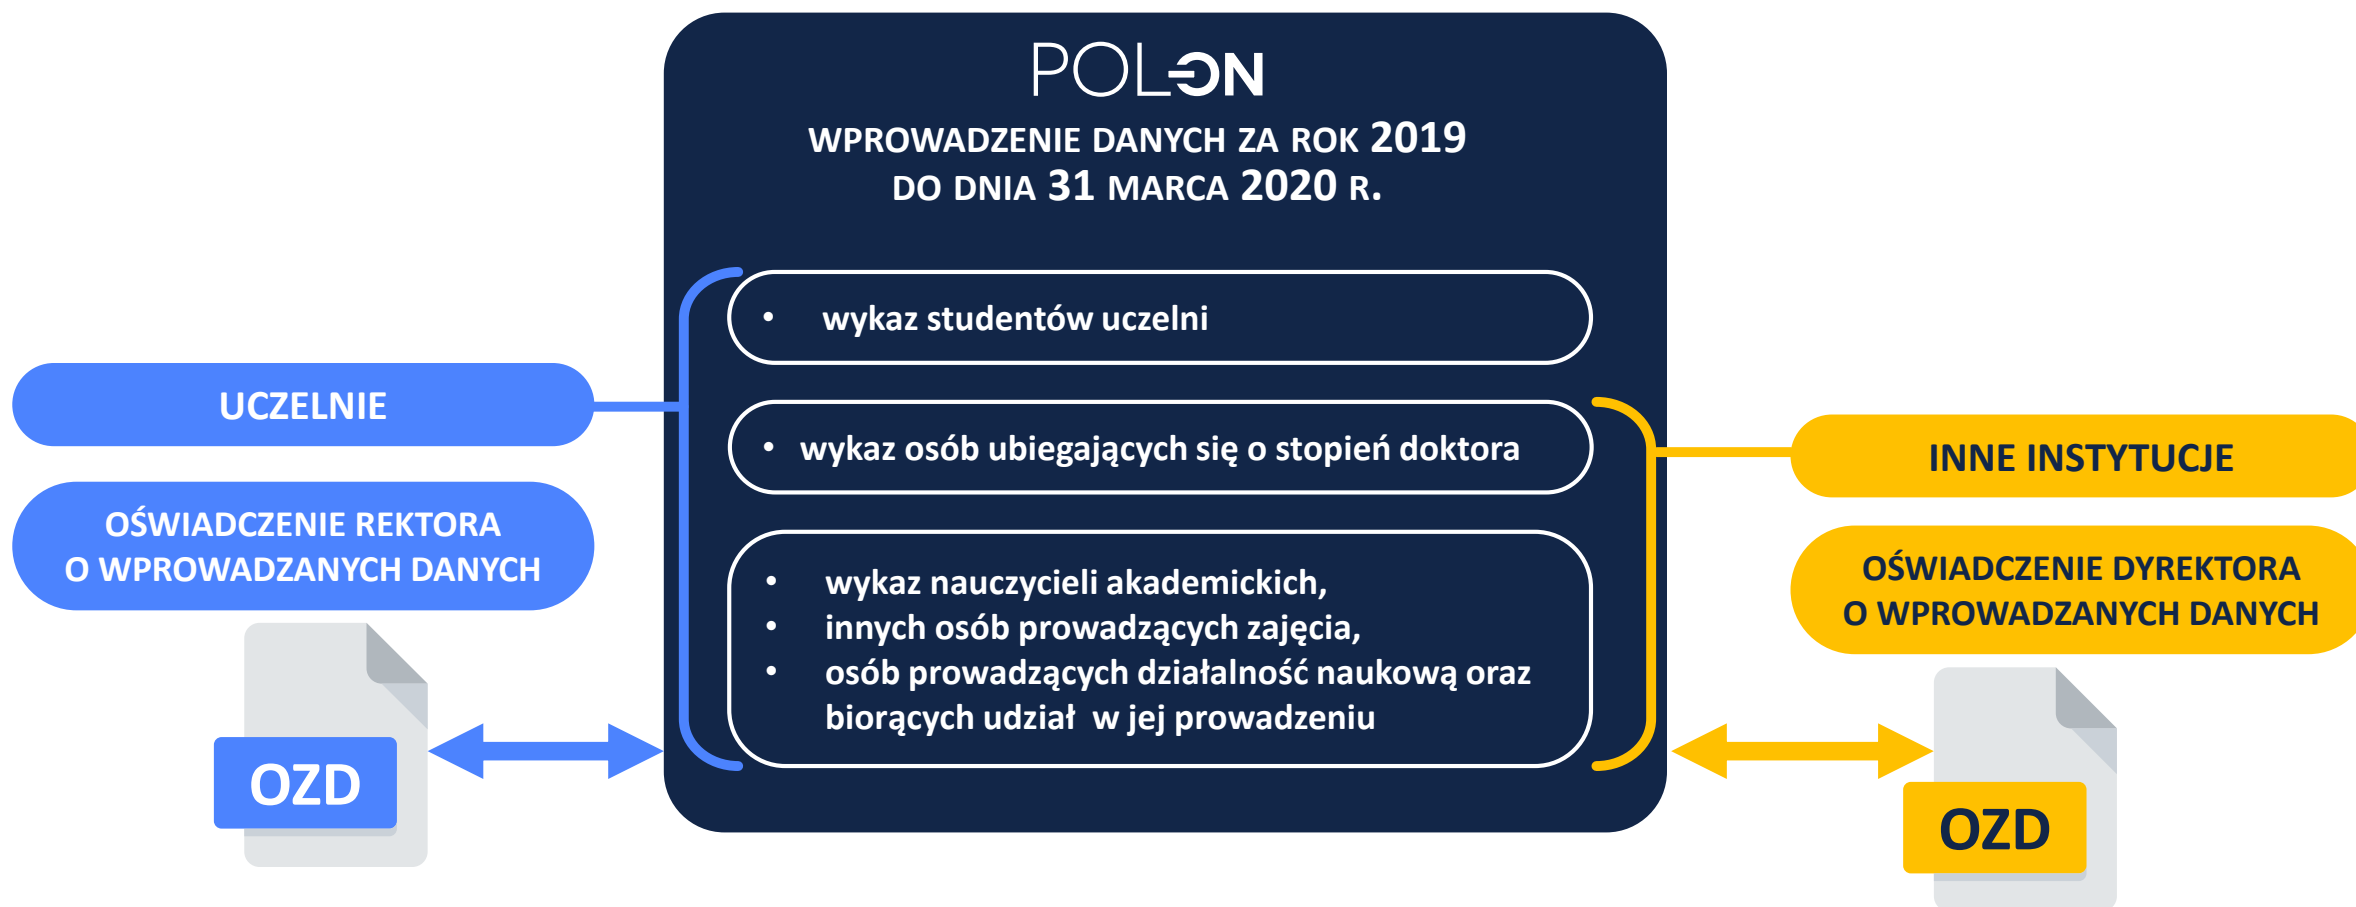 POL-ON
WPROWADZENIE DANYCH ZA ROK 2019
DO DNIA 31 MARCA 2020 R.
• wykaz studentów uczelni
UCZELNIE
• wykaz osób ubiegających się o stopień doktora
INNE INSTYTUCJE
OŚWIADCZENIE REKTORA
O WPROWADZANYCH DANYCH
OŚWIADCZENIE DYREKTORA
O WPROWADZANYCH DANYCH
• wykaz nauczycieli akademickich,
• innych osób prowadzących zajęcia,
• osób prowadzących działalność naukową oraz
biorących udział w jej prowadzeniu
OZD
OZD